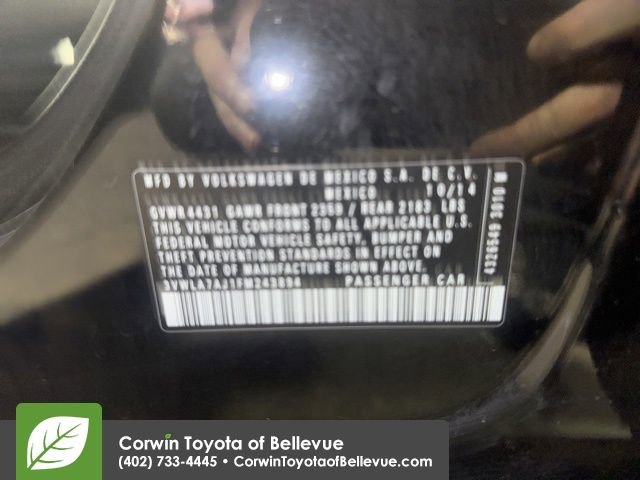 MFD BY VOLKSWAGEN DE MEXICO S.A. DE C.V.
MEXICO 10/14
GVWR 4431 GAWR FRONT / REAR 2183 LBS
THIS VEHICLE CONFORMS TO ALL APPLICABLE U.S.
FEDERAL MOTOR VEHICLE SAFETY, BUMPER AND
THEFT PREVENTION STANDARDS IN EFFECT ON
THE DATE OF MANUFACTURE SHOWN ABOVE.
PASSENGER CAR
Corwin Toyota of Bellevue
(402) 733-4445 • CorwinToyotaofBellevue.com